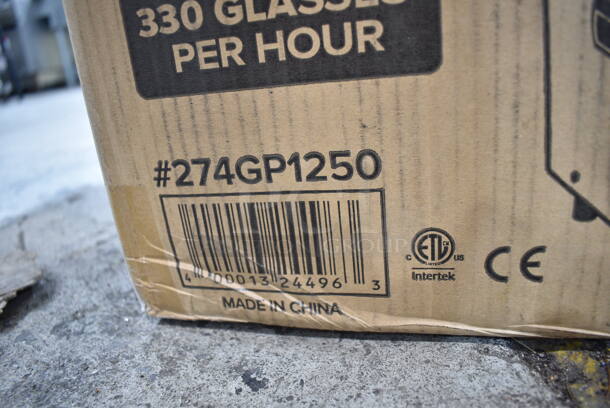 330 GLASSES
PER HOUR
#274GP1250
4 00013 24496 3
MADE IN CHINA
ETL
C US
Intertek
CE